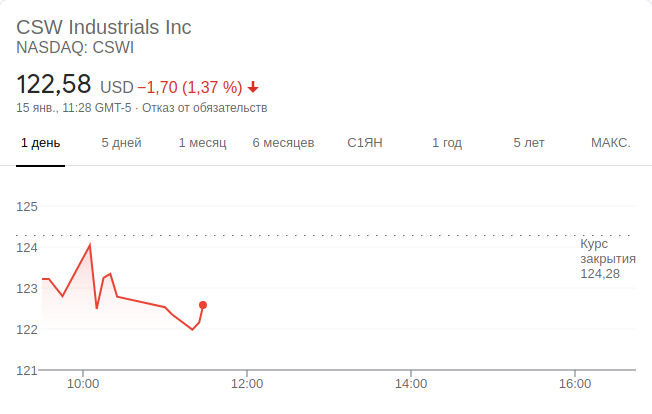 CSW Industrials Inc
NASDAQ: CSWI
122,58 USD −1,70 (1,37 %)
15 янв., 11:28 GMT-5 · Отказ от обязательств
1 день 5 дней 1 месяц 6 месяцев С1ЯН 1 год 5 лет МАКС.
125
124
123
122
121
Курс
закрытия
124,28
10:00 12:00 14:00 16:00